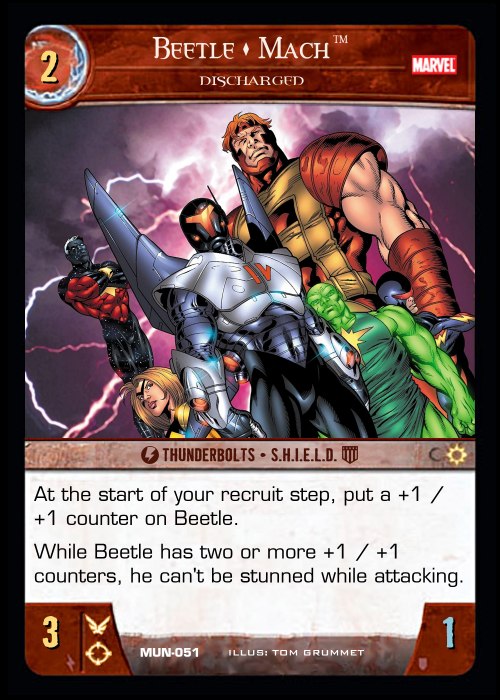 2
BEETLE ♦ MACH™
DISCHARGED
MARVEL
IV
THUNDERBOLTS • S.H.I.E.L.D.
C
At the start of your recruit step, put a +1 /
+1 counter on Beetle.
While Beetle has two or more +1 / +1
counters, he can't be stunned while attacking.
3
MUN-051 ILLUS: TOM GRUMMET
1